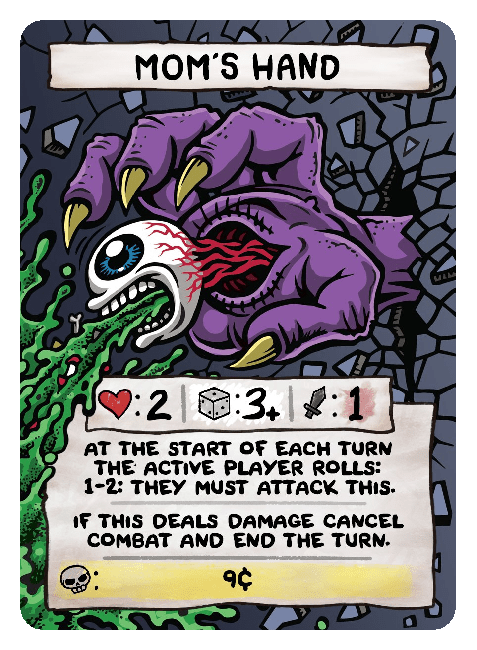 MOM'S HAND
:2 :3+ :1
AT THE START OF EACH TURN
THE ACTIVE PLAYER ROLLS:
1-2: THEY MUST ATTACK THIS.
IF THIS DEALS DAMAGE CANCEL
COMBAT AND END THE TURN.
: 9¢